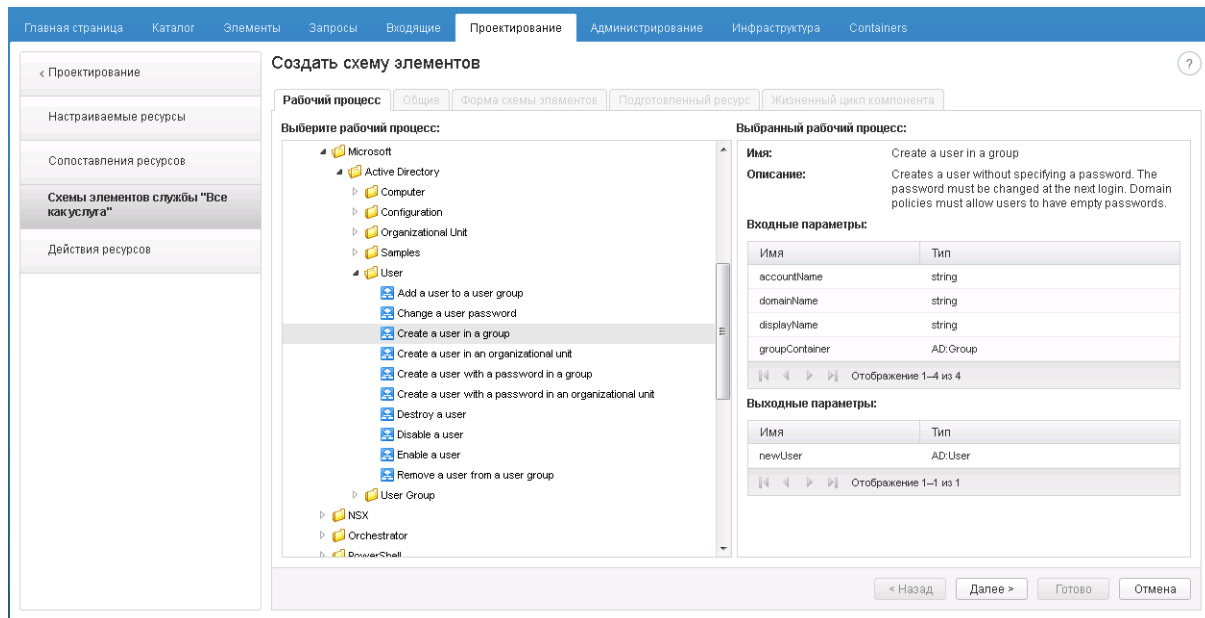 Главная страница Каталог Элементы Запросы Входящие Проектирование Администрирование Инфраструктура Containers
< Проектирование
Настраиваемые ресурсы
Сопоставления ресурсов
Схемы элементов службы "Все
как услуга"
Действия ресурсов
Создать схему элементов
?
Рабочий процесс Общие Форма схемы элементов Подготовленный ресурс Жизненный цикл компонента
Выберите рабочий процесс:
Microsoft
Active Directory
Computer
Configuration
Organizational Unit
Samples
User
Add a user to a user group
Change a user password
Create a user in a group
Create a user in an organizational unit
Create a user with a password in a group
Create a user with a password in an organizational unit
Destroy a user
Disable a user
Enable a user
Remove a user from a user group
User Group
NSX
Orchestrator
PowerShell
Выбранный рабочий процесс:
Имя: Create a user in a group
Описание: Creates a user without specifying a password. The
password must be changed at the next login. Domain
policies must allow users to have empty passwords.
Входные параметры:
Имя Тип
accountName string
domainName string
displayName string
groupContainer AD:Group
Отображение 1–4 из 4
Выходные параметры:
Имя Тип
newUser AD:User
Отображение 1–1 из 1
< Назад Далее > Готово Отмена